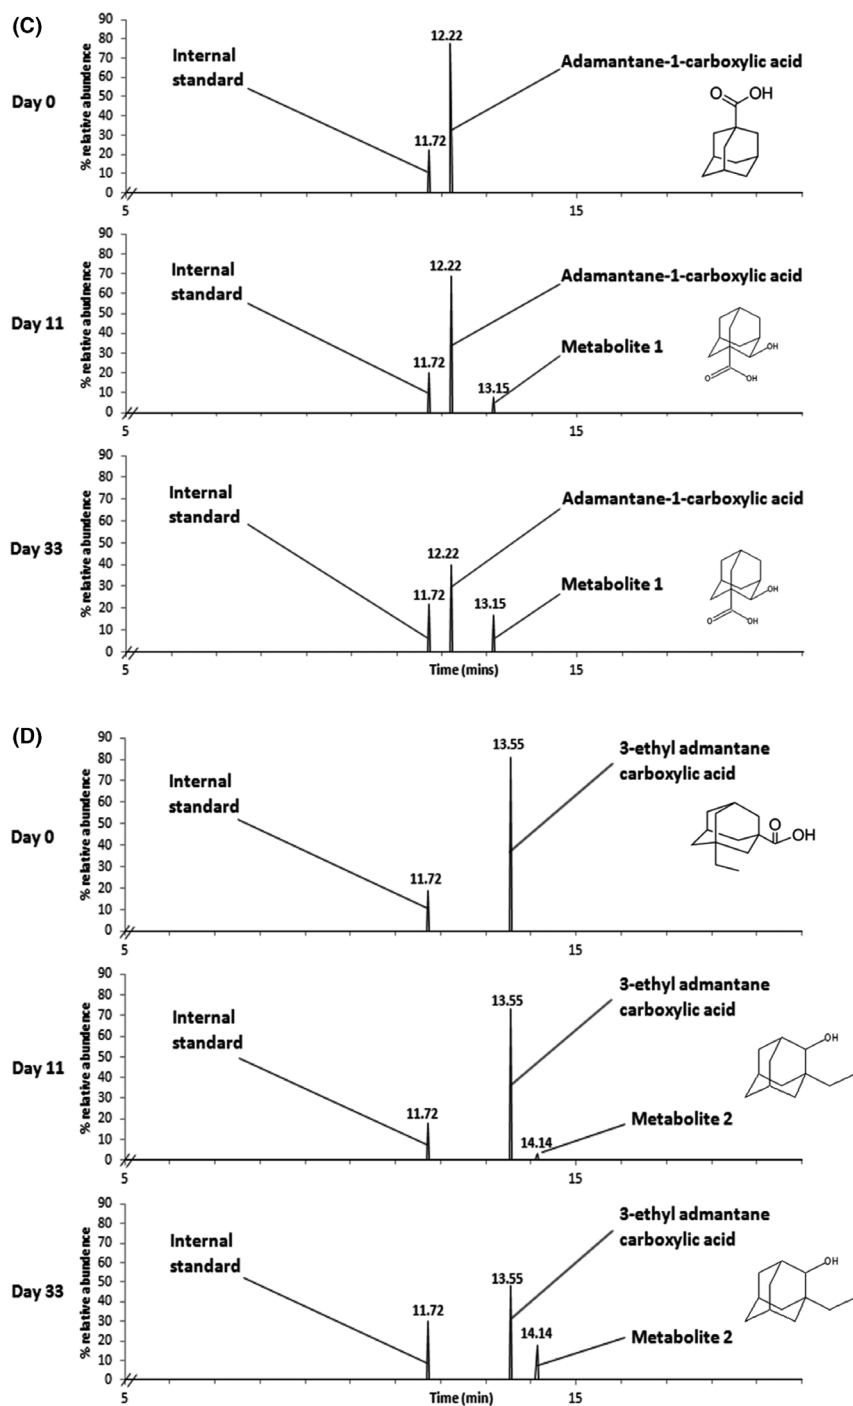 (C)
Day 0
% relative abundance
90
80
70
60
50
40
30
20
10
0
Internal
standard
11.72
12.22
Adamantane-1-carboxylic acid
O
OH
5
15
Day 11
% relative abudnence
90
80
70
60
50
40
30
20
10
0
Internal
standard
11.72
12.22
Adamantane-1-carboxylic acid
Metabolite 1
13.15
OH
O
OH
5
15
Day 33
% relative abundance
90
80
70
60
50
40
30
20
10
0
Internal
standard
11.72
12.22
Adamantane-1-carboxylic acid
Metabolite 1
13.15
OH
O
OH
5
Time (mins)
15
(D)
Day 0
% relative abundance
90
80
70
60
50
40
30
20
10
0
Internal
standard
11.72
13.55
3-ethyl admantane
carboxylic acid
O
OH
5
15
Day 11
% relative abundance
90
80
70
60
50
40
30
20
10
0
Internal
standard
11.72
13.55
3-ethyl admantane
carboxylic acid
OH
Metabolite 2
14.14
5
15
Day 33
% relative abundance
90
80
70
60
50
40
30
20
10
0
Internal
standard
11.72
13.55
3-ethyl admantane
carboxylic acid
OH
Metabolite 2
14.14
5
Time (min)
15